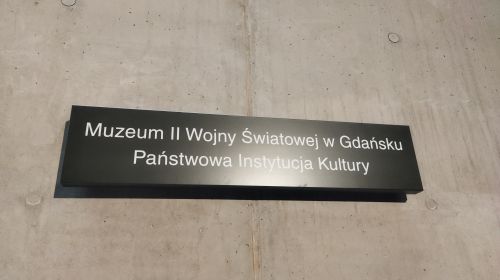 Muzeum II Wojny Światowej w Gdańsku
Państwowa Instytucja Kultury